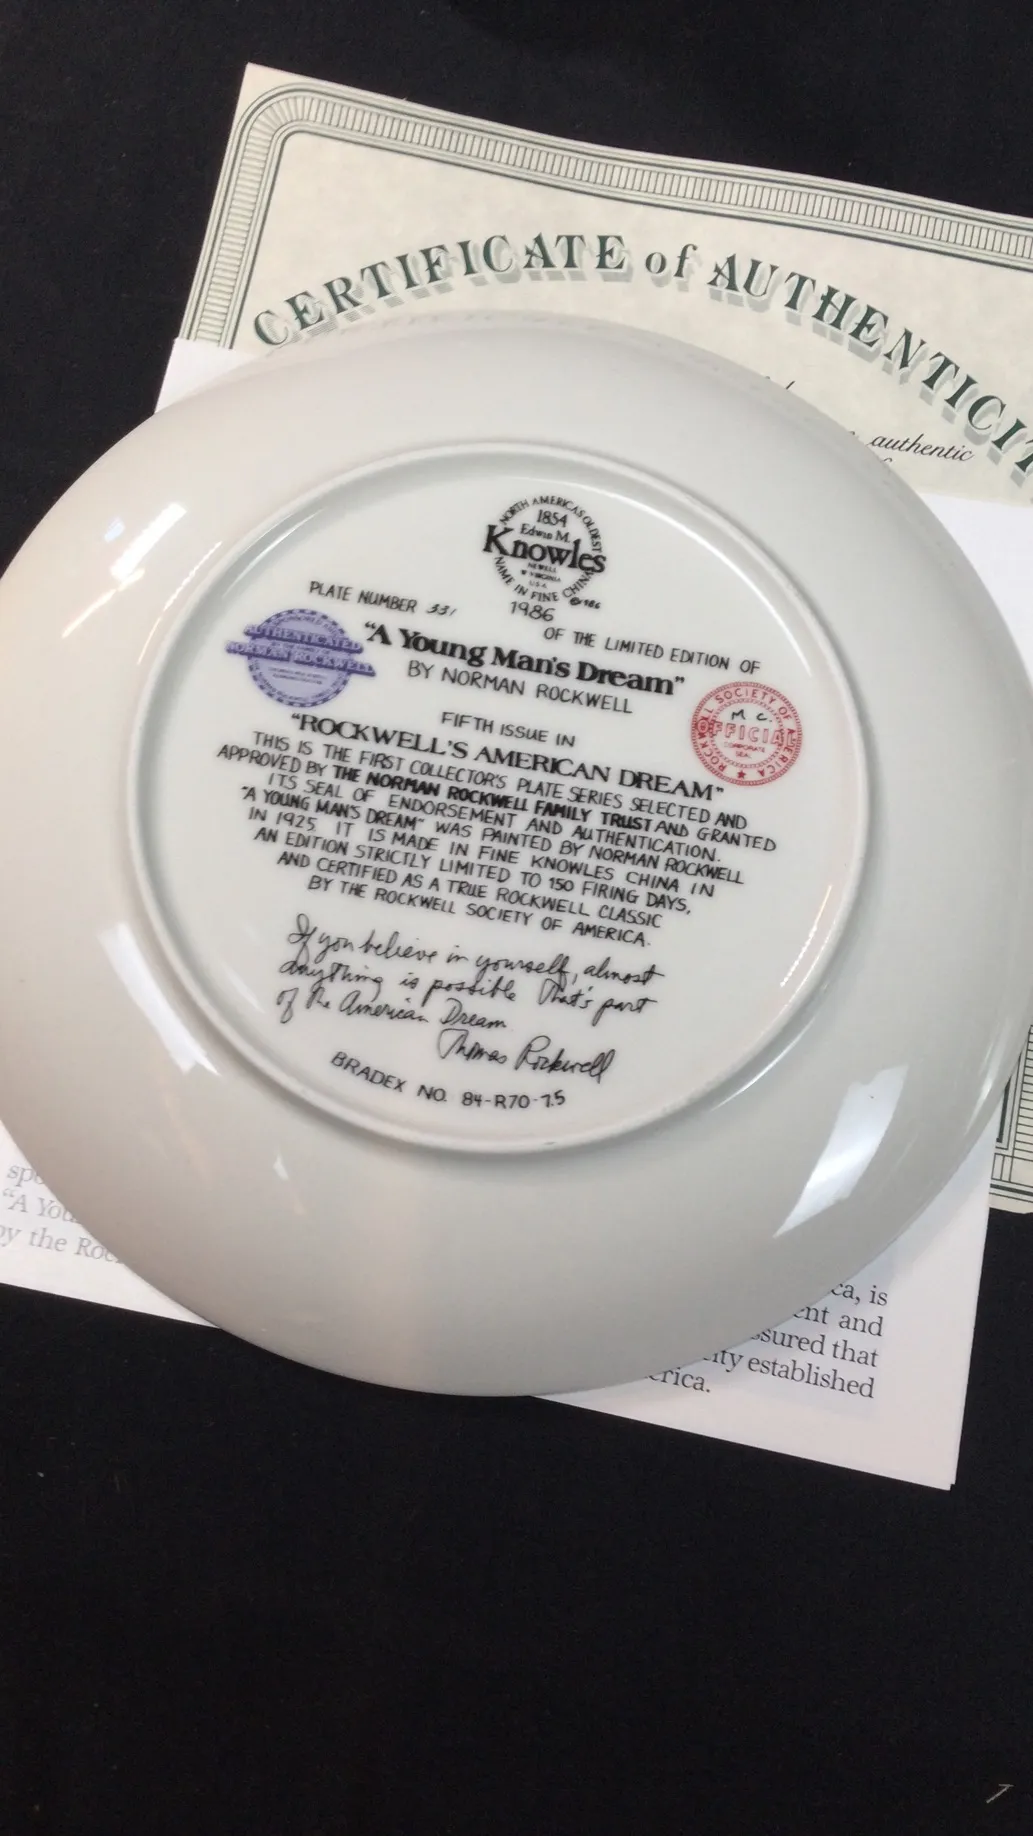 CERTIFICATE of AUTHENTICIT
authentic
NORTH AMERICA'S OLDEST
1854
Edwin M.
Knowles
NEWELL
W VIRGINIA
U.S.A.
NAME IN FINE CHINA
1986
PLATE NUMBER 331
OF THE LIMITED EDITION OF
"A Young Man's Dream"
BY NORMAN ROCKWELL
AUTHENTICATED
NORMAN ROCKWELL
ROCKWELL SOCIETY OF AMERICA
M C.
OFFICIAL
CORPORATE
SEAL
FIFTH ISSUE IN
"ROCKWELL'S AMERICAN DREAM"
THIS IS THE FIRST COLLECTOR'S PLATE SERIES SELECTED AND
APPROVED BY THE NORMAN ROCKWELL FAMILY TRUST AND GRANTED
ITS SEAL OF ENDORSEMENT AND AUTHENTICATION.
"A YOUNG MAN'S DREAM" WAS PAINTED BY NORMAN ROCKWELL
IN 1925. IT IS MADE IN FINE KNOWLES CHINA IN
AN EDITION STRICTLY LIMITED TO 150 FIRING DAYS,
AND CERTIFIED AS A TRUE ROCKWELL CLASSIC
BY THE ROCKWELL SOCIETY OF AMERICA.
If you believe in yourself, almost
anything is possible That's part
of the American Dream
Thomas Rockwell
BRADEX NO. 84-R70-7.5
"A You
by the Roc
ca, is
ent and
ssured that
ity established
erica.